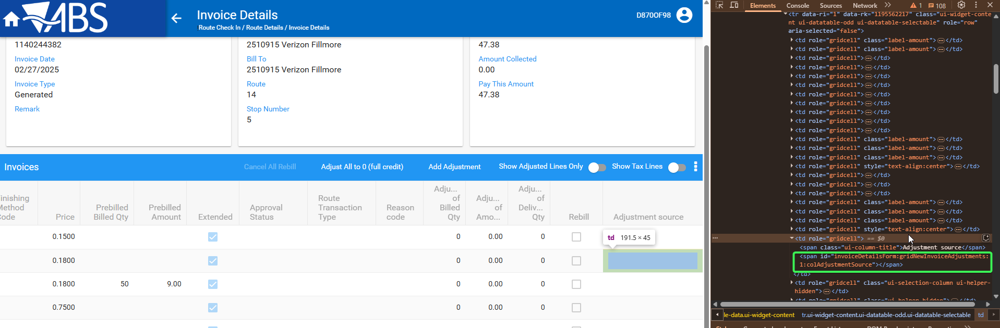 ABS
Invoice Details
Route Check In / Route Details / Invoice Details
D870OF98
1140244382
Invoice Date
02/27/2025
Invoice Type
Generated
Remark
2510915 Verizon Fillmore
Bill To
2510915 Verizon Fillmore
Route
14
Stop Number
5
47.38
Amount Collected
0.00
Pay This Amount
47.38
Invoices
Cancel All Rebill
Adjust All to 0 (full credit)
Add Adjustment
Show Adjusted Lines Only
Show Tax Lines
inishing Method Code
Price
Prebilled Billed Qty
Prebilled Amount
Extended
Approval Status
Route Transaction Type
Reason code
Adju... of Billed Qty
Adju... of Amo...
Adju... of Deliv... Qty
Rebill
Adjustment source
0.1500 0 0.00 0
td 191.5 × 45
0.1800 0 0.00 0
0.1800 50 9.00 0 0.00 0
0.7500 0 0.00 0
Elements Console Sources Network 1 108
<tr data-ri="1" data-rk="1195562217" class="ui-widget-conte
nt ui-datatable-odd ui-datatable-selectable" role="row"
aria-selected="false">
<td role="gridcell" class="label-amount">…</td>
<td role="gridcell" class="label-amount">…</td>
<td role="gridcell">…</td>
<td role="gridcell">…</td>
<td role="gridcell">…</td>
<td role="gridcell">…</td>
<td role="gridcell">…</td>
<td role="gridcell">…</td>
<td role="gridcell">…</td>
<td role="gridcell">…</td>
<td role="gridcell">…</td>
<td role="gridcell" class="label-amount">…</td>
<td role="gridcell" class="label-amount">…</td>
<td role="gridcell" class="label-amount">…</td>
<td role="gridcell" style="text-align:center">…</td>
<td role="gridcell">…</td>
<td role="gridcell">…</td>
<td role="gridcell">…</td>
<td role="gridcell" class="label-amount">…</td>
<td role="gridcell" class="label-amount">…</td>
<td role="gridcell" class="label-amount">…</td>
<td role="gridcell" style="text-align:center">…</td>
<td role="gridcell"> == $0
<span class="ui-column-title">Adjustment source</span>
<span id="invoiceDetailsForm:gridNewInvoiceAdjustments:
1:colAdjustmentSource"></span>
</td>
<td role="gridcell" class="ui-selection-column ui-helper-
hidden">…</td>
<td role="gridcell" class="ui-helper-hidden">…</td>
le-data.ui-widget-content tr.ui-widget-content.ui-datatable-odd.ui-datatable-selectable td